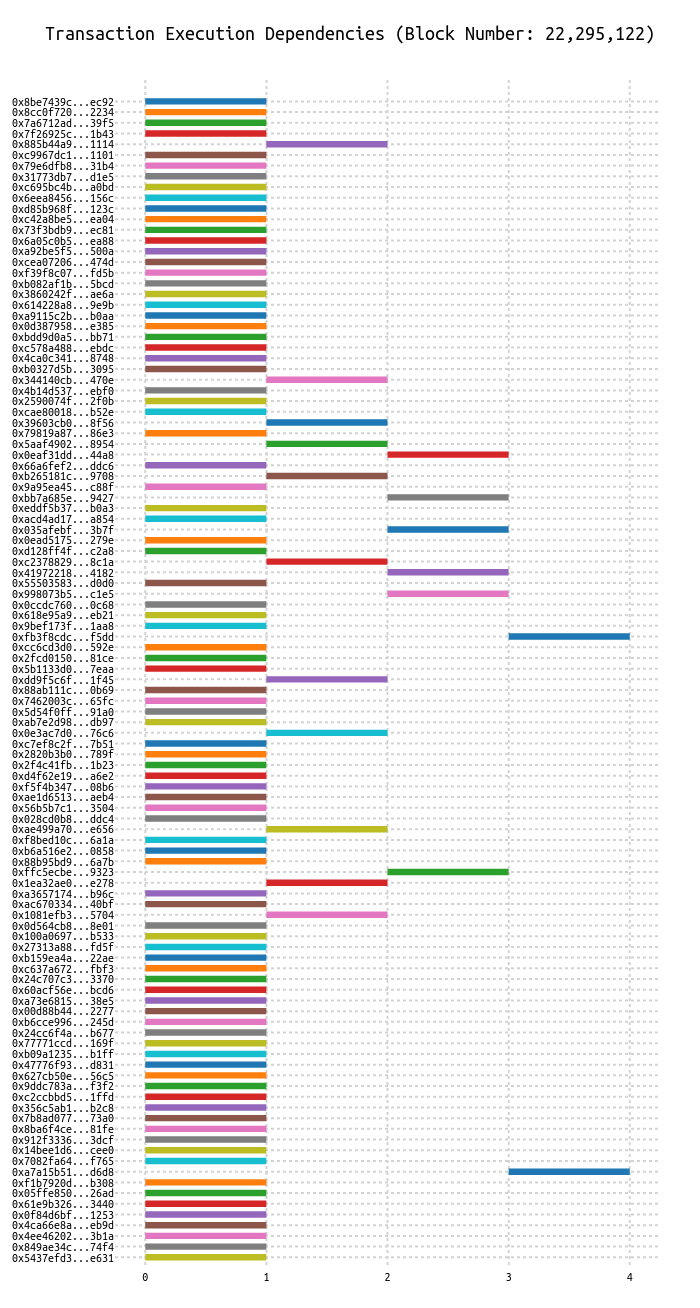 Transaction Execution Dependencies (Block Number: 22,295,122)
0x8be7439c...ec92
0x8cc0f720...2234
0x7a6712ad...39f5
0x7f26925c...1b43
0x885b44a9...1114
0xc9967dc1...1101
0x79e6dfb8...31b4
0x31773db7...d1e5
0xc695bc4b...a0bd
0x6eea8456...156c
0xd85b968f...123c
0xc42a8be5...ea04
0x73f3bdb9...ec81
0x6a05c0b5...ea88
0xa92be5f5...500a
0xcea07206...474d
0xf39f8c07...fd5b
0xb082af1b...5bcd
0x3860242f...ae6a
0x614228a8...9e9b
0xa9115c2b...b0aa
0x0d387958...e385
0xbdd9d0a5...bb71
0xc578a488...ebdc
0x4ca0c341...8748
0xb0327d5b...3095
0x344140cb...470e
0x4b14d537...ebf0
0x2590074f...2f0b
0xcae80018...b52e
0x39603cb0...8f56
0x79819a87...86e3
0x5aaf4902...8954
0x0eaf31dd...44a8
0x66a6fef2...ddc6
0xb265181c...9708
0x9a95ea45...c88f
0xbb7a685e...9427
0xeddf5b37...b0a3
0xacd4ad17...a854
0x035afebf...3b7f
0x0ead5175...279e
0xd128ff4f...c2a8
0xc2378829...8c1a
0x41972218...4182
0x55503583...d0d0
0x998073b5...c1e5
0x0ccdc760...0c68
0x618e95a9...eb21
0x9bef173f...1aa8
0xfb3f8cdc...f5dd
0xcc6cd3d0...592e
0x2fcd0150...81ce
0x5b1133d0...7eaa
0xdd9f5c6f...1f45
0x88ab111c...0b69
0x7462003c...65fc
0x5d54f0ff...91a0
0xab7e2d98...db97
0x0e3ac7d0...76c6
0xc7ef8c2f...7b51
0x2820b3b0...789f
0x2f4c41fb...1b23
0xd4f62e19...a6e2
0xf5f4b347...08b6
0xae1d6513...aeb4
0x56b5b7c1...3504
0x028cd0b8...ddc4
0xae499a70...e656
0xf8bed10c...6a1a
0xb6a516e2...0858
0x88b95bd9...6a7b
0xffc5ecbe...9323
0x1ea32ae0...e278
0xa3657174...b96c
0xac670334...40bf
0x1081efb3...5704
0x0d564cb8...8e01
0x100a0697...b533
0x27313a88...fd5f
0xb159ea4a...22ae
0xc637a672...fbf3
0x24c707c3...3370
0x60acf56e...bcd6
0xa73e6815...38e5
0x00d88b44...2277
0xb6cce996...245d
0x24cc6f4a...b677
0x77771ccd...169f
0xb09a1235...b1ff
0x47776f93...d831
0x627cb50e...56c5
0x9ddc783a...f3f2
0xc2ccbbd5...1ffd
0x356c5ab1...b2c8
0x7b8ad077...73a0
0x8ba6f4ce...81fe
0x912f3336...3dcf
0x14bee1d6...cee0
0x7082fa64...f765
0xa7a15b51...d6d8
0xf1b7920d...b308
0x05ffe850...26ad
0x61e9b326...3440
0x0f84d6bf...1253
0x4ca66e8a...eb9d
0x4ee46202...3b1a
0x849ae34c...74f4
0x5437efd3...e631
0 1 2 3 4